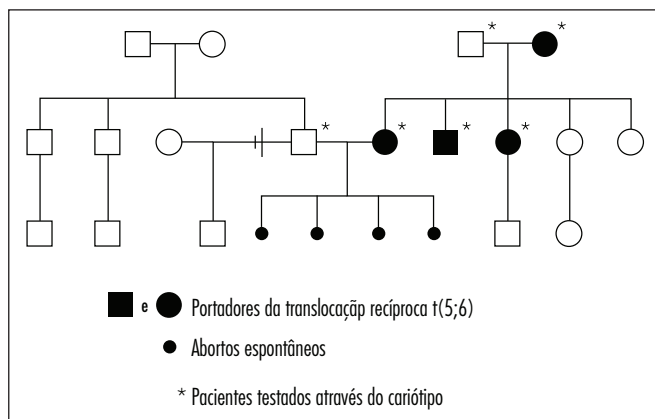 * *
* * * *
e Portadores da translocaçãp recíproca t(5;6)
Abortos espontâneos
* Pacientes testados através do cariótipo